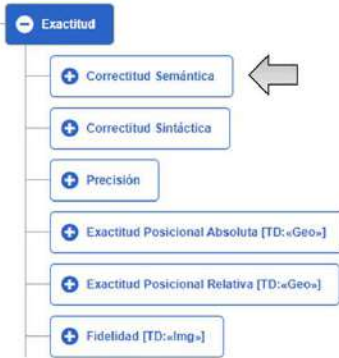 Exactitud
Correctitud Semántica
Correctitud Sintáctica
Precisión
Exactitud Posicional Absoluta [TD:«Geo»]
Exactitud Posicional Relativa [TD:«Geo»]
Fidelidad [TD:«Img»]